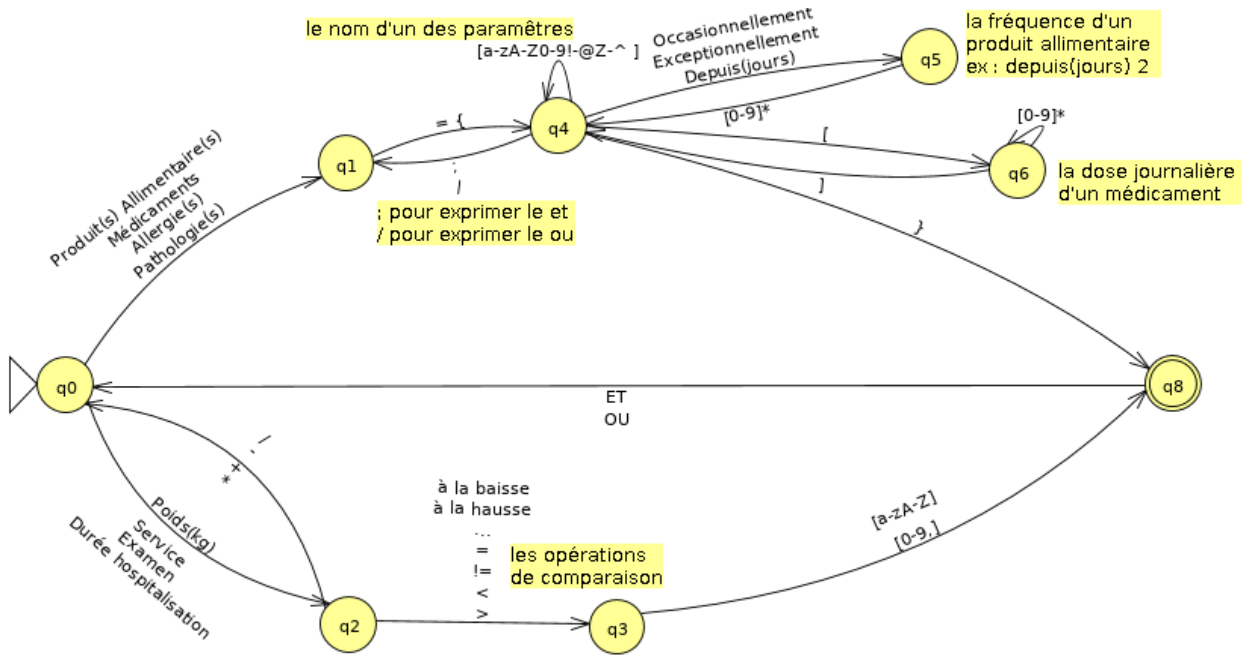 le nom d'un des paramêtres
[a-zA-Z0-9!-@Z-^ ]
Occasionnellement
Exceptionnellement
Depuis(jours)
q5
la fréquence d'un
produit allimentaire
ex : depuis(jours) 2
[0-9]*
q4
= {
q1
;
/
[
]
[0-9]*
q6
la dose journalière
d'un médicament
; pour exprimer le et
/ pour exprimer le ou
}
Produit(s) Allimentaire(s)
Médicaments
Allergie(s)
Pathologie(s)
q0
q8
ET
OU
/
-
+
*
Poids(kg)
Service
Examen
Durée hospitalisation
à la baisse
à la hausse
...
=
!=
<
>
les opérations
de comparaison
q2
q3
[a-zA-Z]
[0-9,]